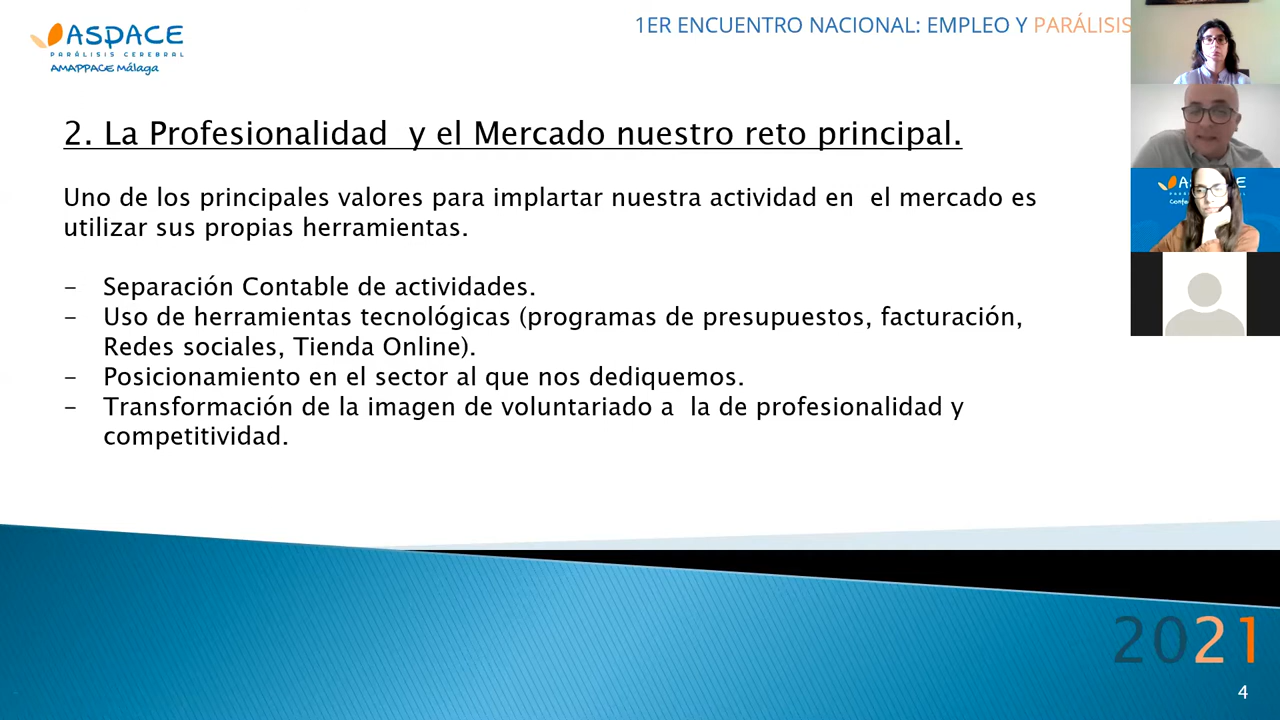 ASPACE
PARÁLISIS CEREBRAL
AMAPPACE Málaga
1ER ENCUENTRO NACIONAL: EMPLEO Y PARÁLISIS
2. La Profesionalidad  y el Mercado nuestro reto principal.
Uno de los principales valores para implartar nuestra actividad en  el mercado es
utilizar sus propias herramientas.
- Separación Contable de actividades.
- Uso de herramientas tecnológicas (programas de presupuestos, facturación,
Redes sociales, Tienda Online).
- Posicionamiento en el sector al que nos dediquemos.
- Transformación de la imagen de voluntariado a  la de profesionalidad y
competitividad.
2021
4